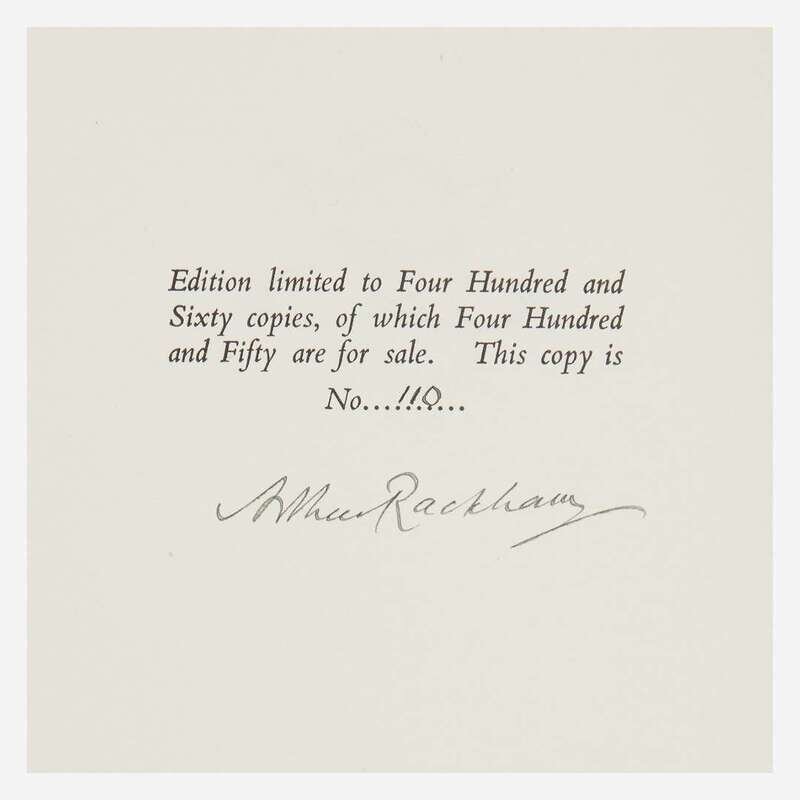 Edition limited to Four Hundred and
Sixty copies, of which Four Hundred
and Fifty are for sale. This copy is
No...110...
Arthur Rackham